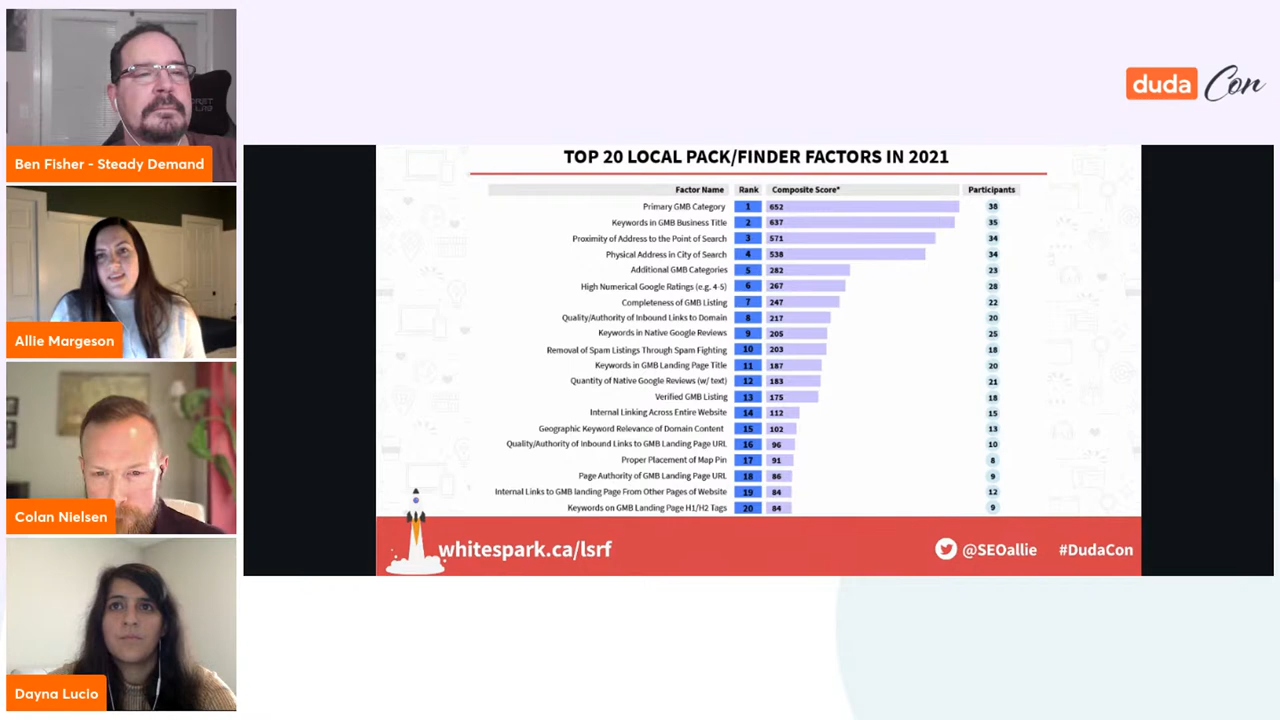 duda Con
Ben Fisher - Steady Demand
Allie Margeson
Colan Nielsen
Dayna Lucio
TOP 20 LOCAL PACK/FINDER FACTORS IN 2021
Factor Name Rank Composite Score* Participants
Primary GMB Category 1 652 38
Keywords in GMB Business Title 2 637 35
Proximity of Address to the Point of Search 3 571 34
Physical Address in City of Search 4 538 34
Additional GMB Categories 5 282 23
High Numerical Google Ratings (e.g. 4-5) 6 267 28
Completeness of GMB Listing 7 247 22
Quality/Authority of Inbound Links to Domain 8 217 20
Keywords in Native Google Reviews 9 205 25
Removal of Spam Listings Through Spam Fighting 10 203 18
Keywords in GMB Landing Page Title 11 187 20
Quantity of Native Google Reviews (w/ text) 12 183 21
Verified GMB Listing 13 175 18
Internal Linking Across Entire Website 14 112 15
Geographic Keyword Relevance of Domain Content 15 102 13
Quality/Authority of Inbound Links to GMB Landing Page URL 16 96 10
Proper Placement of Map Pin 17 91 8
Page Authority of GMB Landing Page URL 18 86 9
Internal Links to GMB landing Page From Other Pages of Website 19 84 12
Keywords on GMB Landing Page H1/H2 Tags 20 84 9
whitespark.ca/lsrf @SEOallie #DudaCon